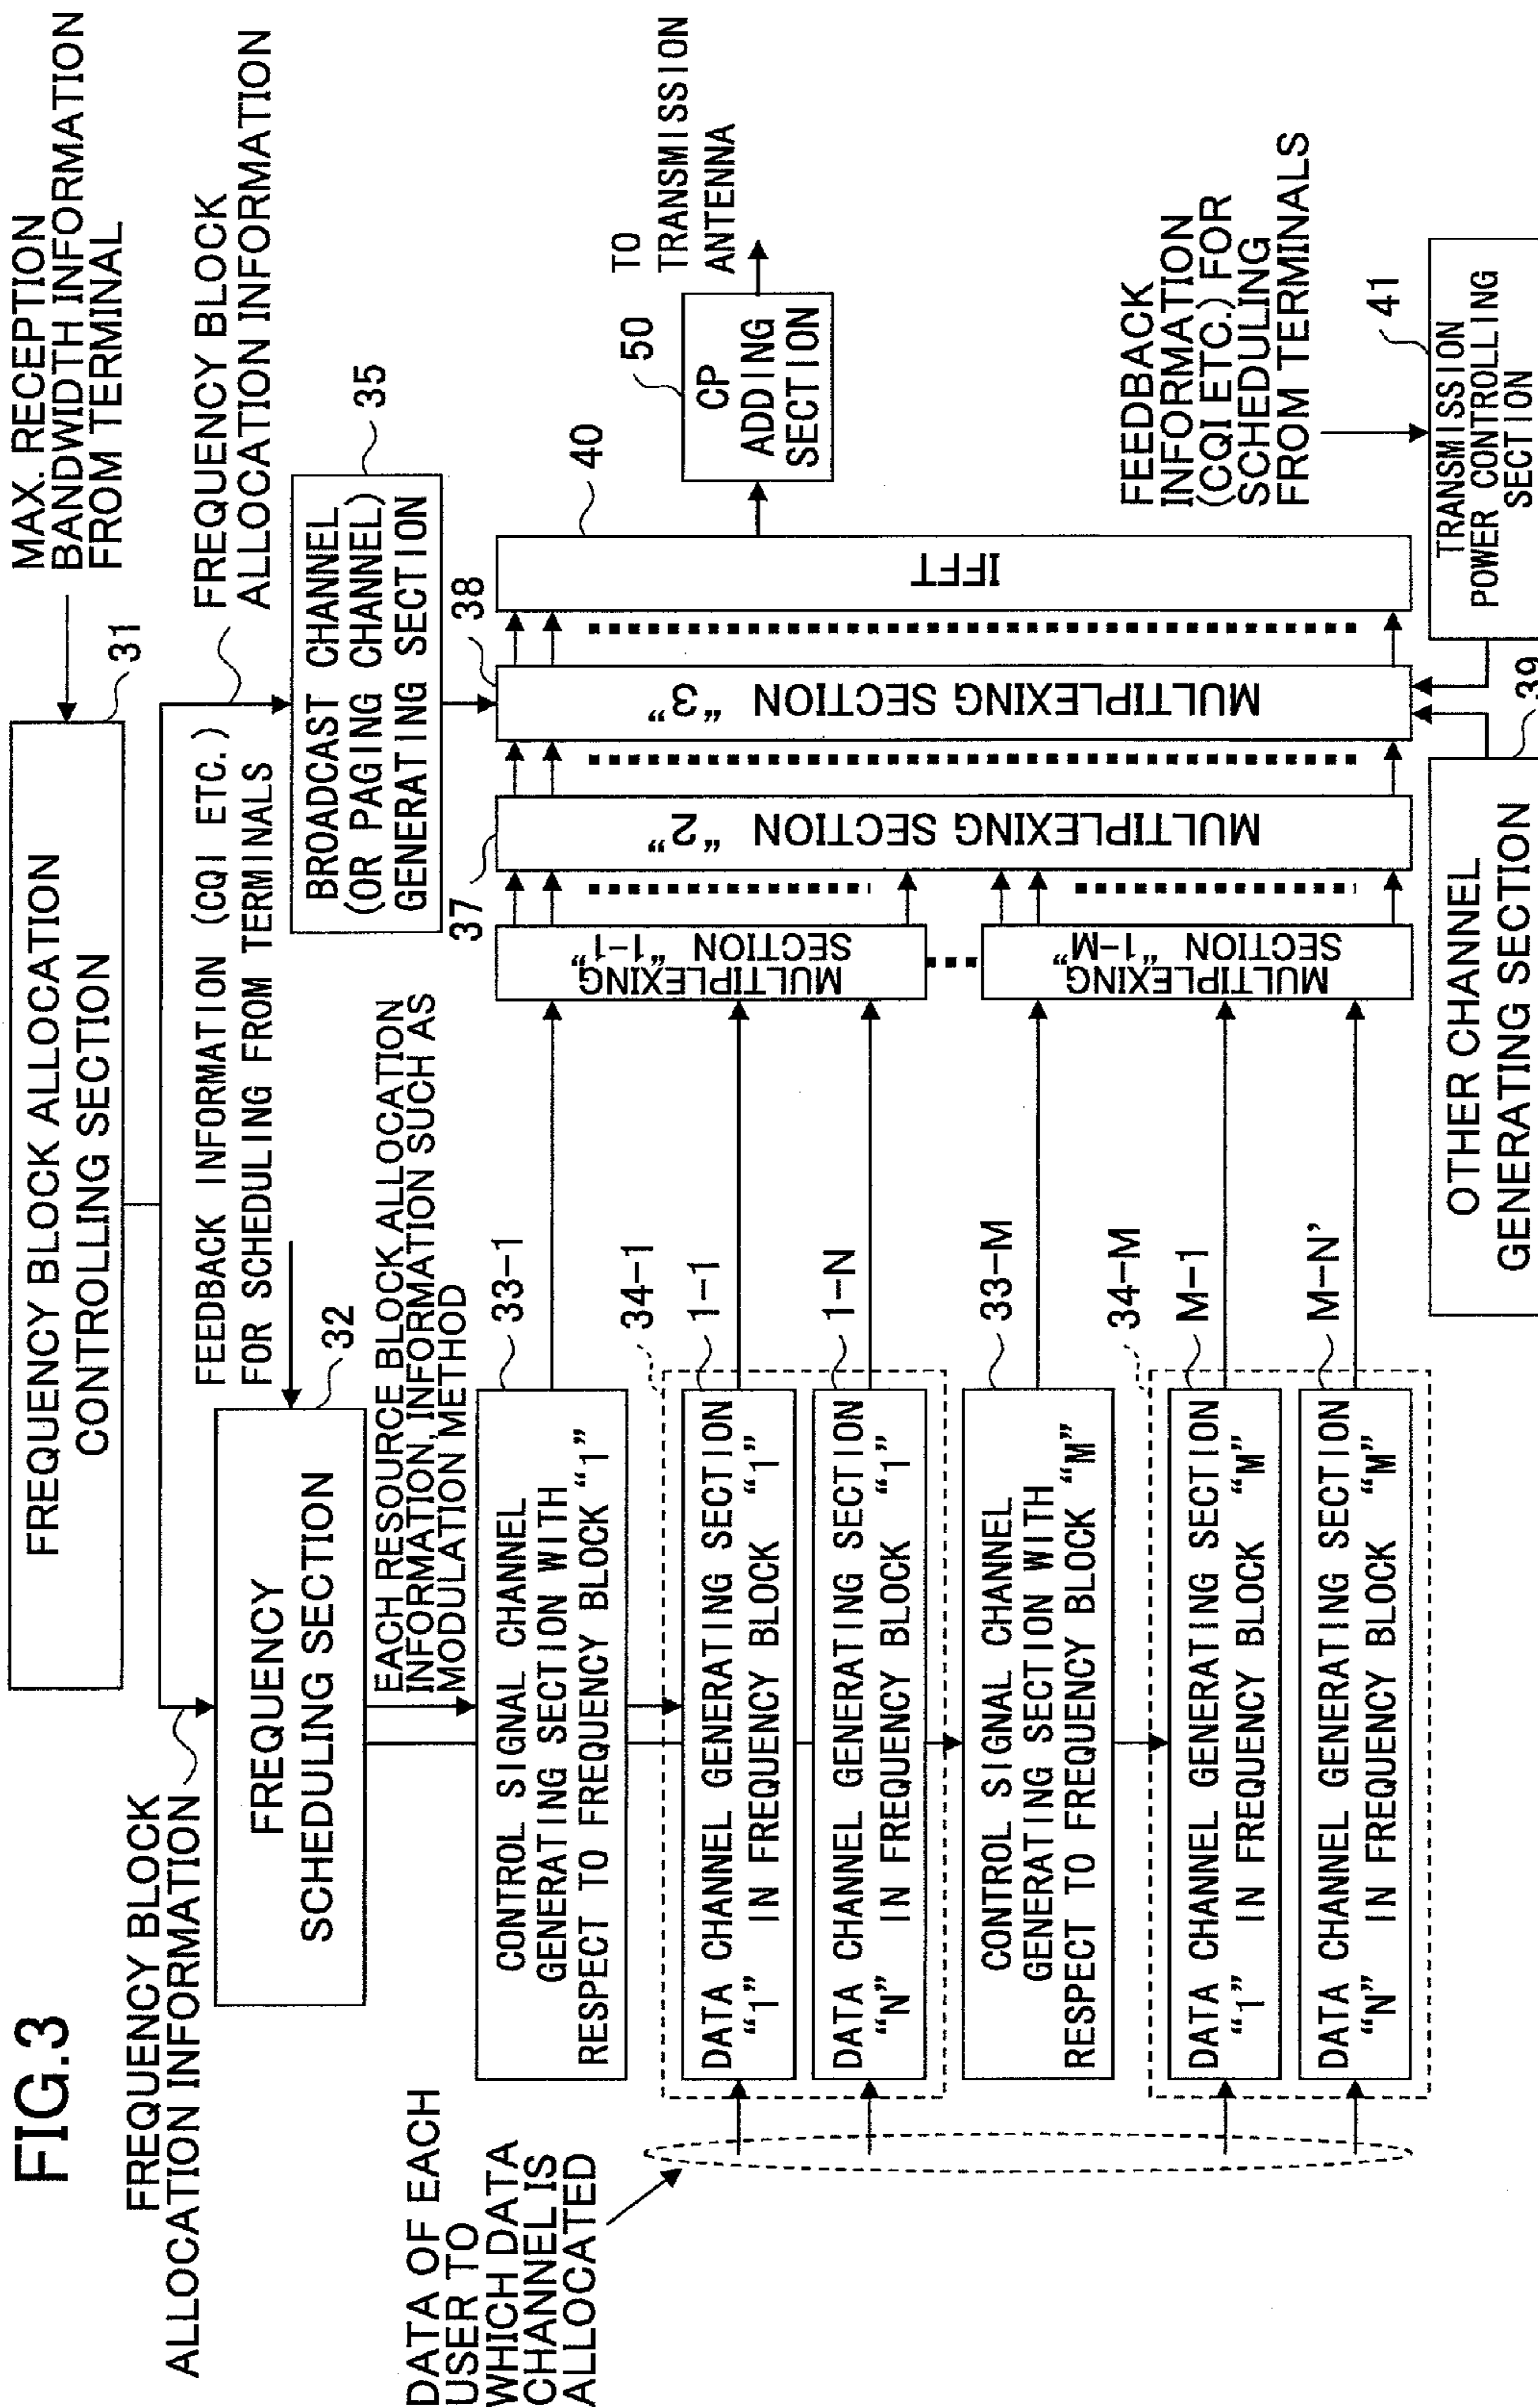 FIG.3
MAX. RECEPTION
BANDWIDTH INFORMATION
FROM TERMINAL
FREQUENCY BLOCK ALLOCATION
CONTROLLING SECTION
31
FREQUENCY BLOCK
ALLOCATION INFORMATION
FREQUENCY BLOCK
ALLOCATION INFORMATION
FEEDBACK INFORMATION (CQI ETC.)
FOR SCHEDULING FROM TERMINALS
FREQUENCY
SCHEDULING SECTION
32
BROADCAST CHANNEL
(OR PAGING CHANNEL)
GENERATING SECTION
35
EACH RESOURCE BLOCK ALLOCATION
INFORMATION, INFORMATION SUCH AS
MODULATION METHOD
DATA OF EACH
USER TO
WHICH DATA
CHANNEL IS
ALLOCATED
CONTROL SIGNAL CHANNEL
GENERATING SECTION WITH
RESPECT TO FREQUENCY BLOCK “1”
33-1
34-1
DATA CHANNEL GENERATING SECTION
“1” IN FREQUENCY BLOCK “1”
1-1
DATA CHANNEL GENERATING SECTION
“N” IN FREQUENCY BLOCK “1”
1-N
CONTROL SIGNAL CHANNEL
GENERATING SECTION WITH
RESPECT TO FREQUENCY BLOCK “M”
33-M
34-M
DATA CHANNEL GENERATING SECTION
“1” IN FREQUENCY BLOCK “M”
M-1
DATA CHANNEL GENERATING SECTION
“N” IN FREQUENCY BLOCK “M”
M-N'
MULTIPLEXING
SECTION “1-1”
MULTIPLEXING
SECTION “1-M”
37
MULTIPLEXING SECTION “2”
38
MULTIPLEXING SECTION “3”
40
IFFT
50
CP
ADDING
SECTION
TO
TRANSMISSION
ANTENNA
FEEDBACK
INFORMATION
(CQI ETC.) FOR
SCHEDULING
FROM TERMINALS
OTHER CHANNEL
GENERATING SECTION
39
TRANSMISSION
POWER CONTROLLING
SECTION
41